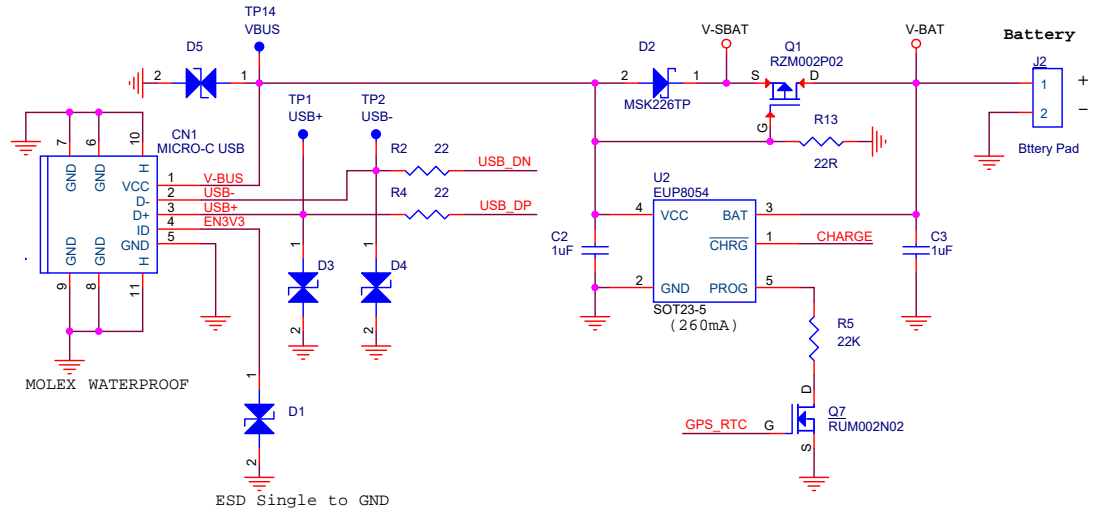 TP14
VBUS
V-SBAT
Q1
RZM002P02
V-BAT
Battery
D5
2
1
D2
2
1
MSK226TP
S
D
G
J2
1
2
+
−
Bttery Pad
TP1
USB+
TP2
USB-
R13
22R
CN1
MICRO-C USB
7
6
10
GND
GND
H
VCC
1
V-BUS
D-
2
USB-
D+
3
USB+
ID
4
EN3V3
GND
5
GND
GND
H
9
8
11
R2
22
USB_DN
R4
22
USB_DP
U2
EUP8054
4
VCC
BAT
3
CHRG
1
CHARGE
2
GND
PROG
5
SOT23-5
(260mA)
C2
1uF
C3
1uF
1
D3
2
1
D4
2
R5
22K
MOLEX WATERPROOF
1
D1
2
GPS_RTC
G
D
S
Q7
RUM002N02
ESD Single to GND